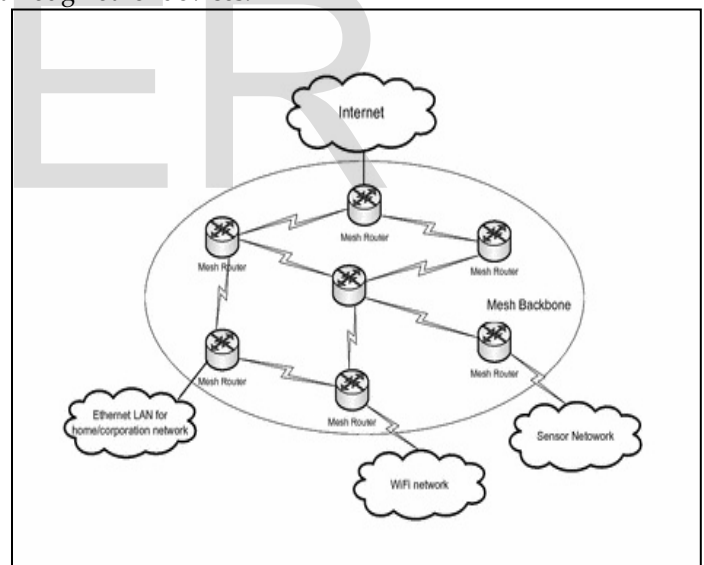 ER
Internet
Mesh Router
Mesh Router
Mesh Router
Mesh Backbone
Mesh Router
Mesh Router
Mesh Router
Ethernet LAN for
home/corporation network
Sensor Netowork
WiFi network